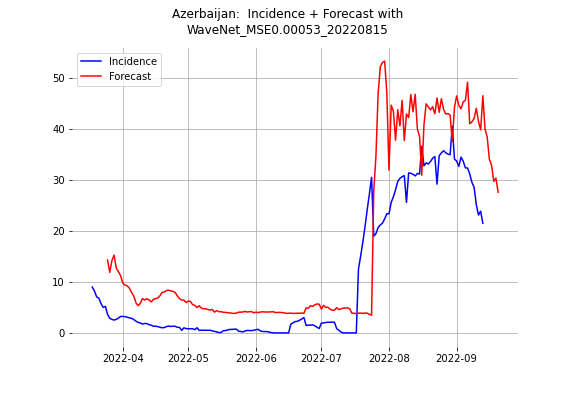 Azerbaijan:  Incidence + Forecast with
WaveNet_MSE0.00053_20220815
Incidence
Forecast
50
40
30
20
10
0
2022-04 2022-05 2022-06 2022-07 2022-08 2022-09